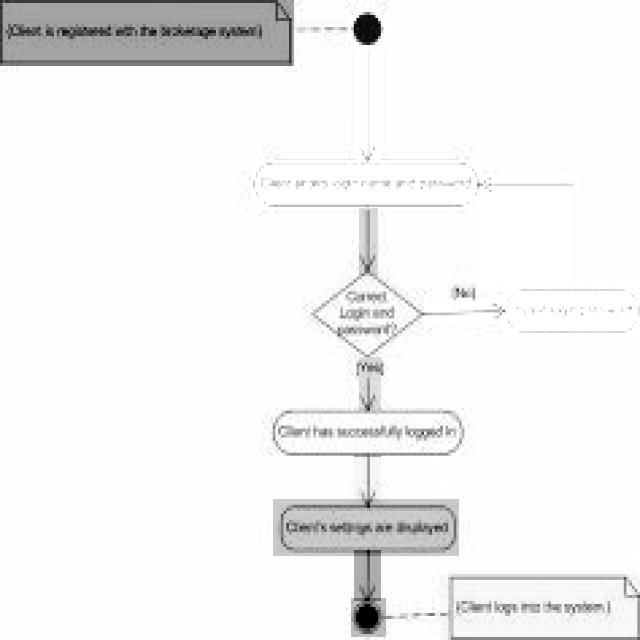 {Client is registered with the brokerage system}
Client enters login name and password
Correct
Login and
password?
[No]
[Yes]
Client has successfully logged in
Client's settings are displayed
{Client logs into the system.}